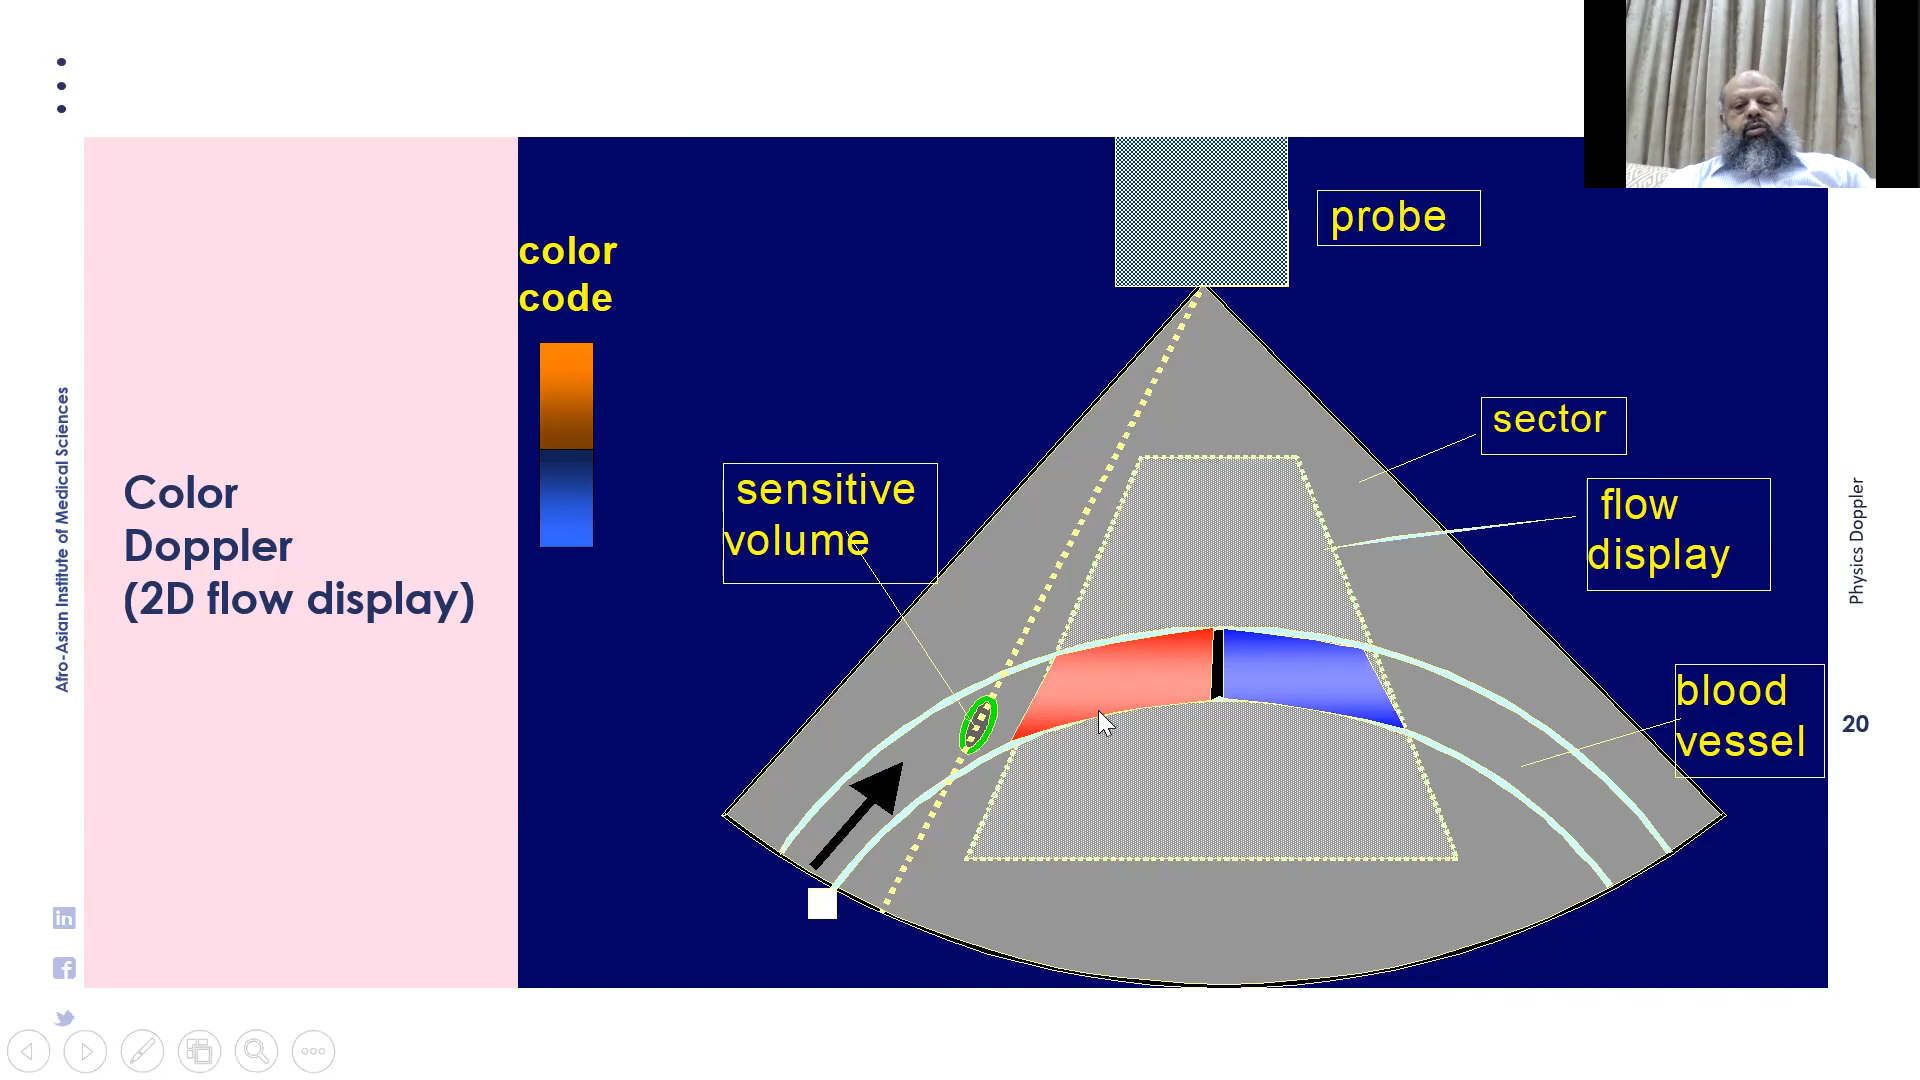 Afro-Asian Institute of Medical Sciences
Color
Doppler
(2D flow display)
color
code
probe
sector
sensitive
volume
flow
display
blood
vessel
Physics Doppler
20
in
f